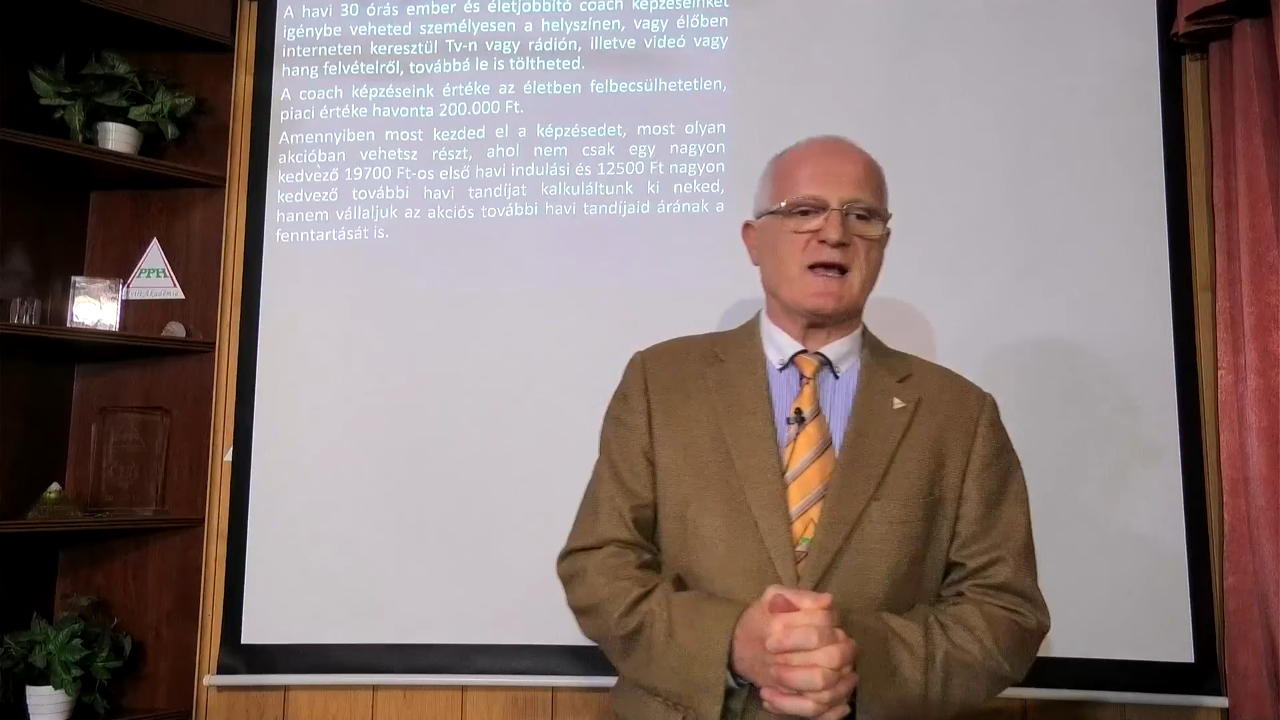 A havi 30 órás ember és életjobbító coach képzéseinket
igénybe veheted személyesen a helyszínen, vagy élőben
interneten keresztül Tv-n vagy rádión, illetve videó vagy
hang felvételről, továbbá le is töltheted.
A coach képzéseink értéke az életben felbecsülhetetlen,
piaci értéke havonta 200.000 Ft.
Amennyiben most kezded el a képzésedet, most olyan
akcióban vehetsz részt, ahol nem csak egy nagyon
kedvező 19700 Ft-os első havi indulási és 12500 Ft nagyon
kedvező további havi tandíjat kalkuláltunk ki neked,
hanem vállaljuk az akciós további havi tandíjaid árának a
fenntartását is.
PPH
Akadémia